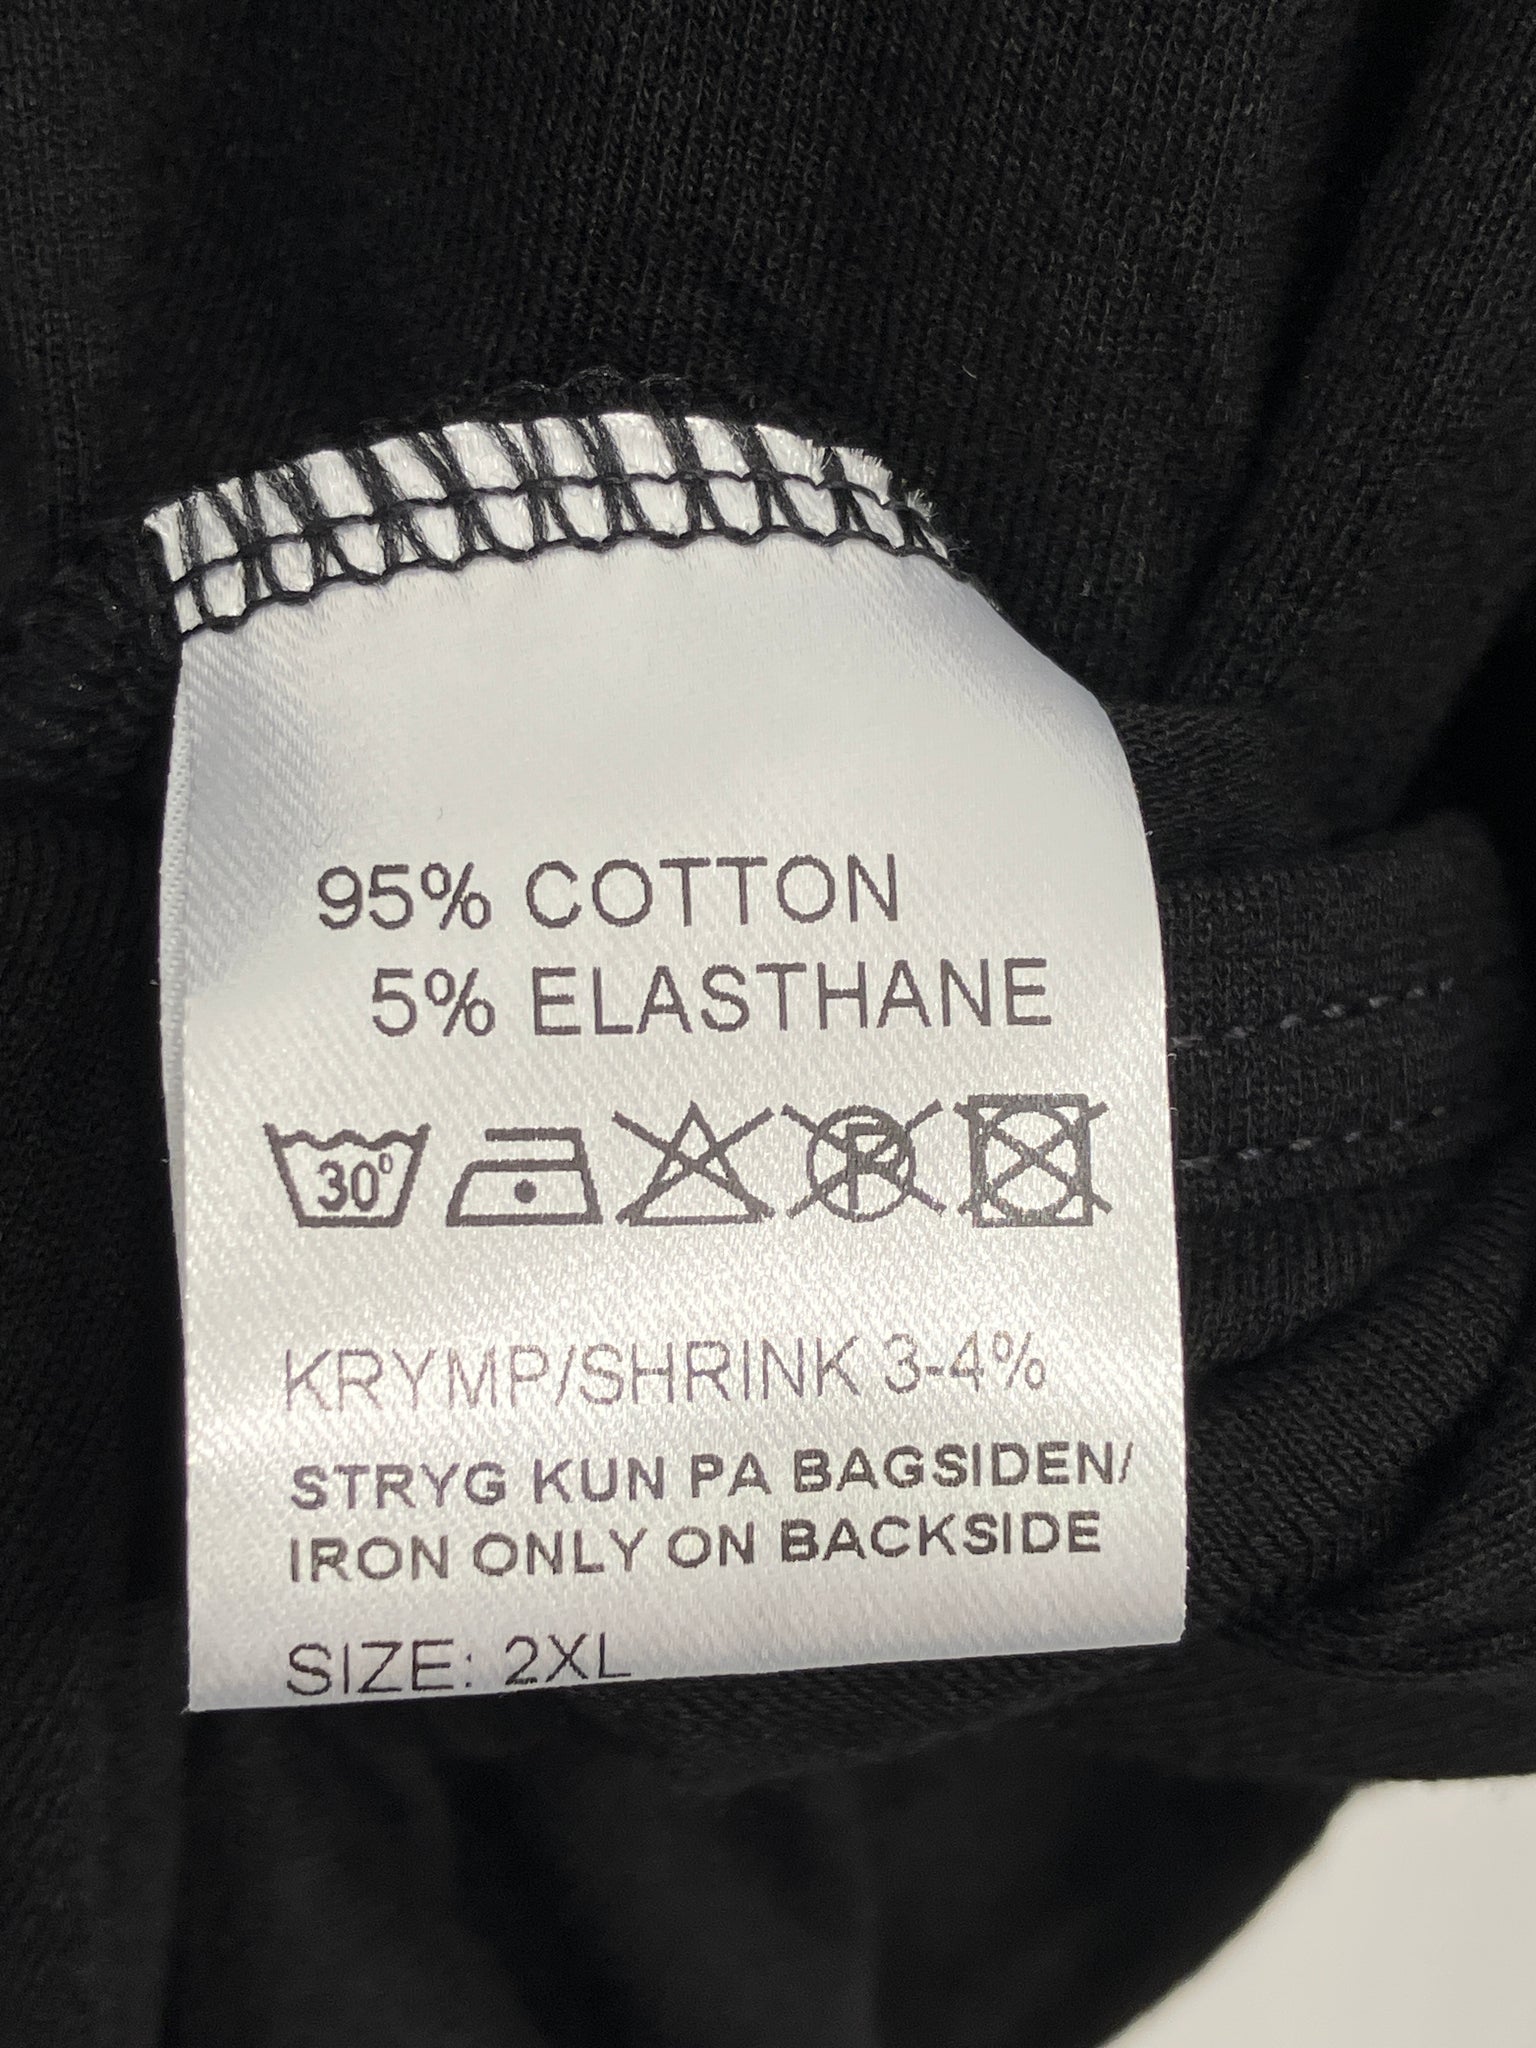 95% COTTON
5% ELASTHANE
30° P
KRYMP/SHRINK 3-4%
STRYG KUN PA BAGSIDEN/
IRON ONLY ON BACKSIDE
SIZE: 2XL